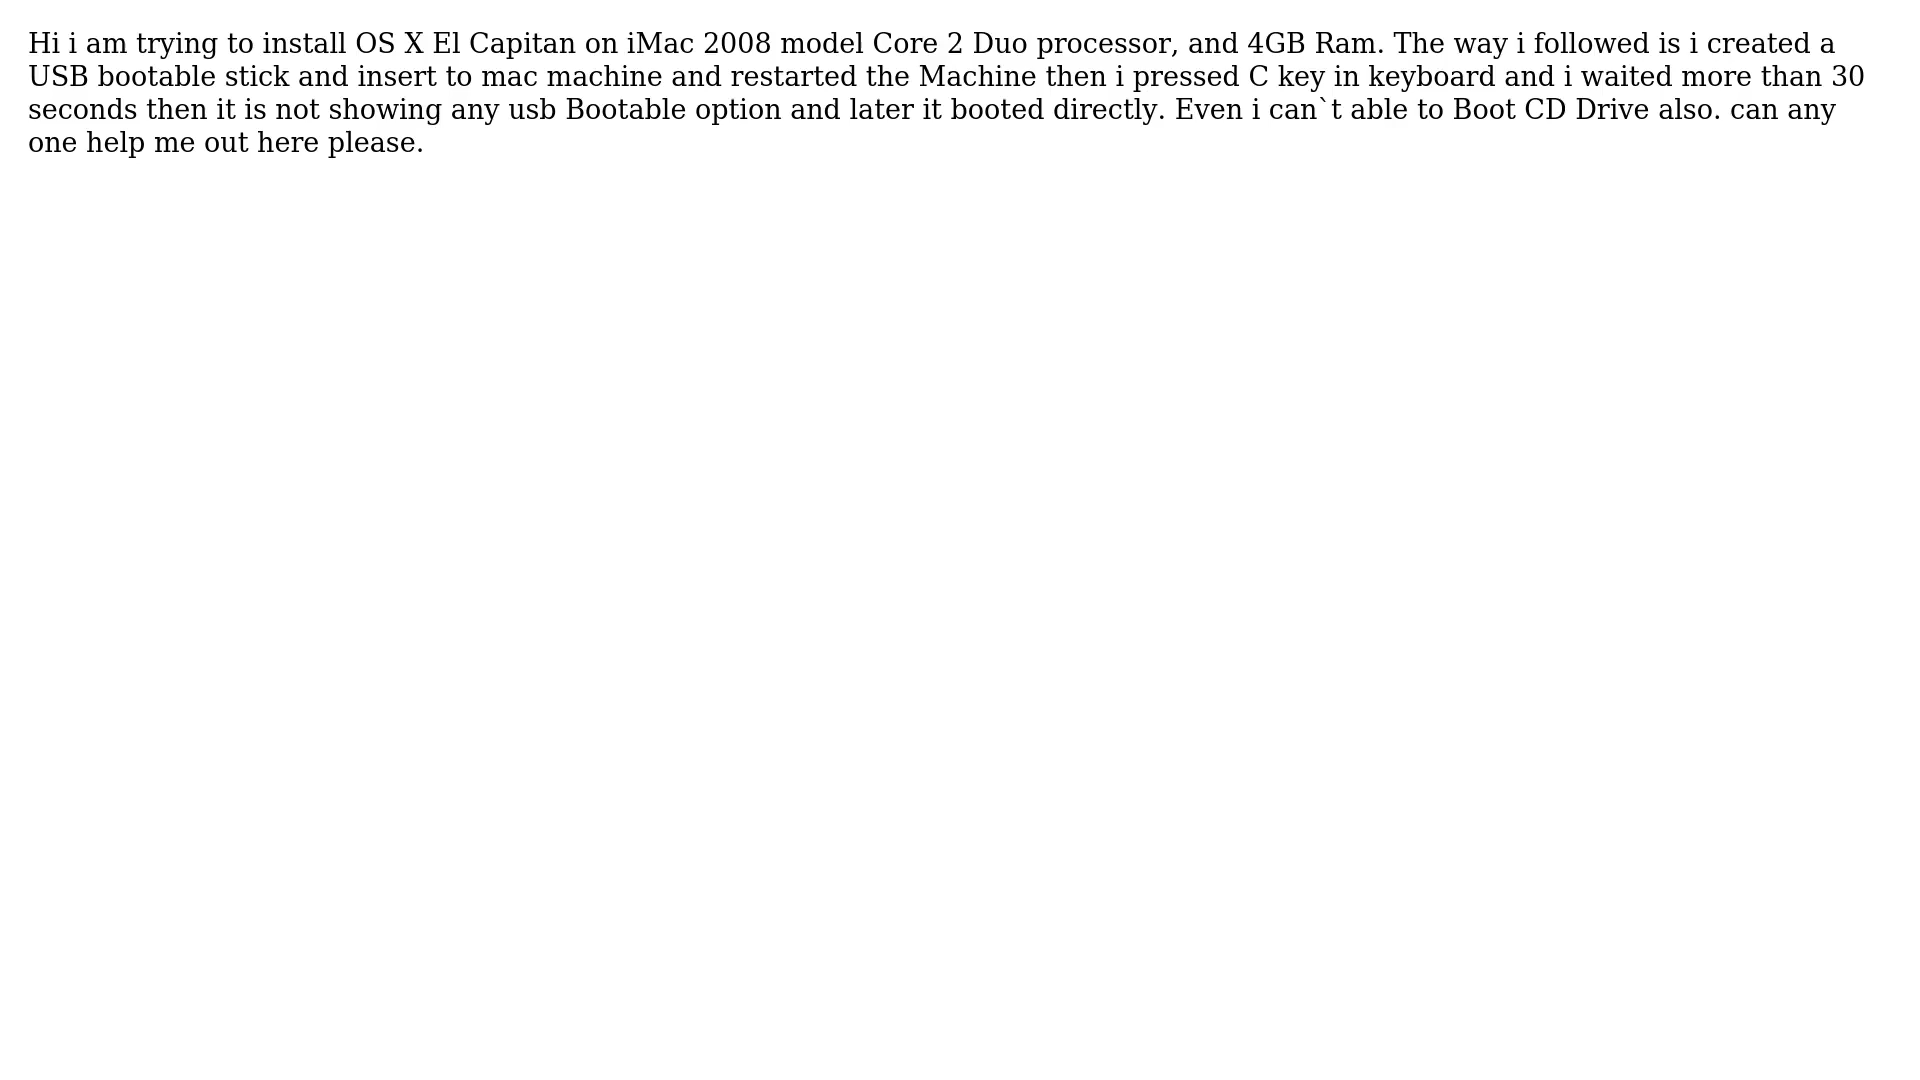 Hi i am trying to install OS X El Capitan on iMac 2008 model Core 2 Duo processor, and 4GB Ram. The way i followed is i created a
USB bootable stick and insert to mac machine and restarted the Machine then i pressed C key in keyboard and i waited more than 30
seconds then it is not showing any usb Bootable option and later it booted directly. Even i can`t able to Boot CD Drive also. can any
one help me out here please.